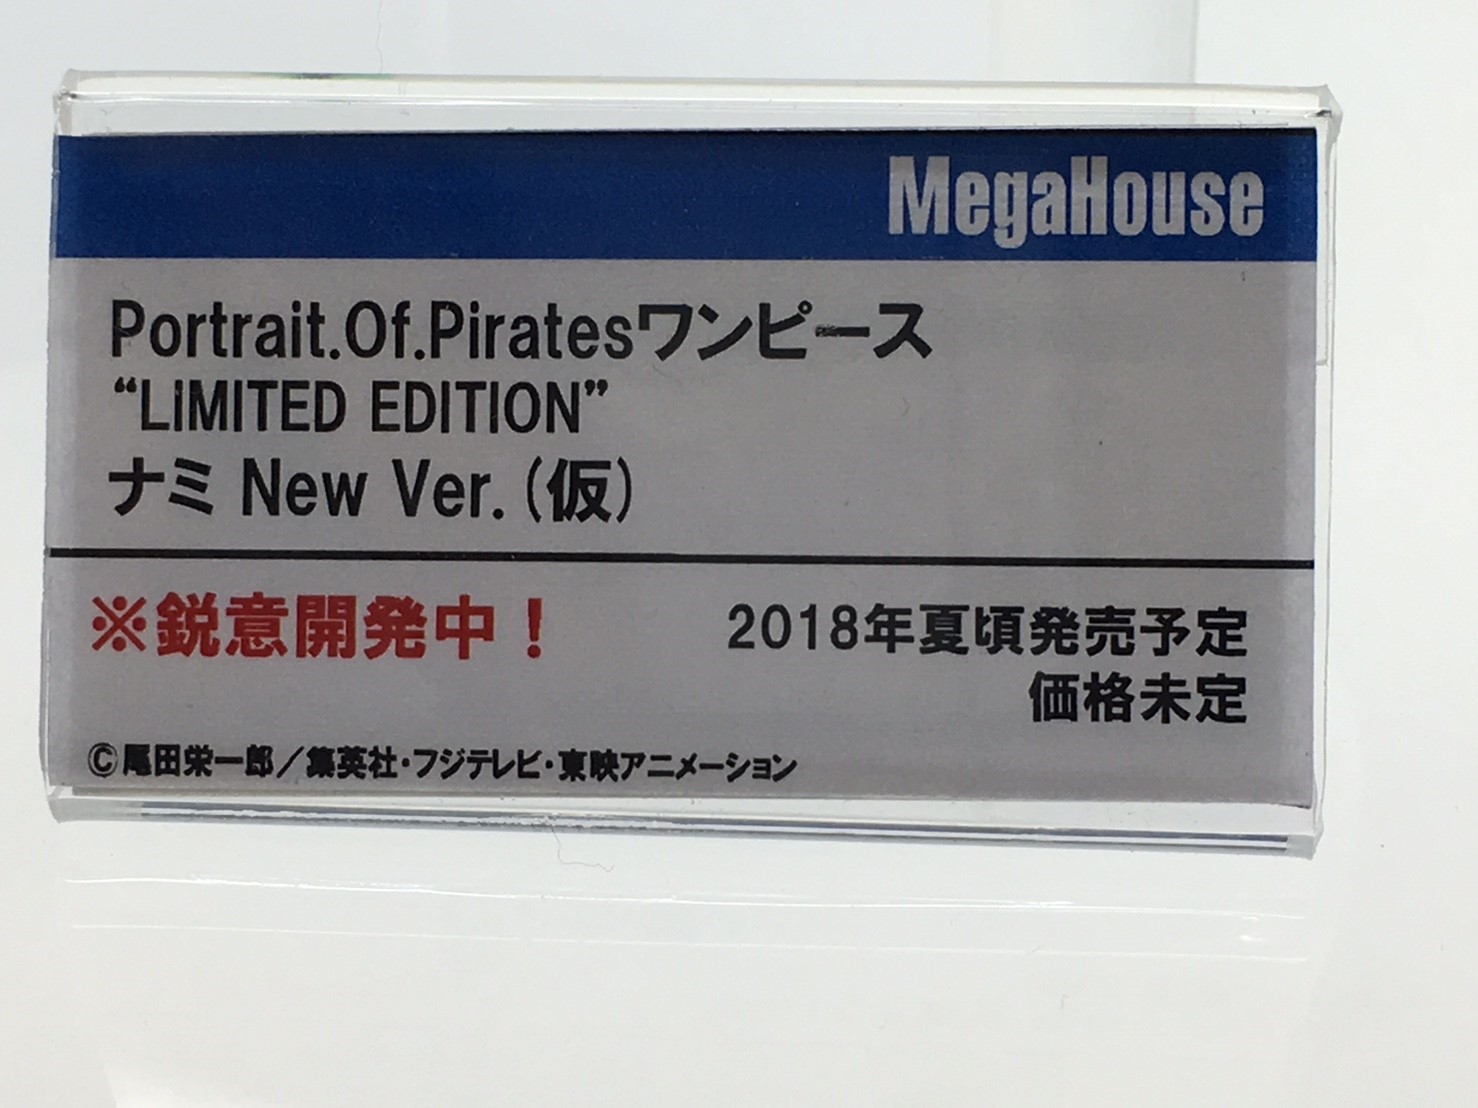 MegaHouse
Portrait.Of.Piratesワンピース
“LiMITED EDITION”
ナミ New Ver.(仮)
※鋭意開発中！
2018年夏頃発売予定
価格未定
©尾田栄一郎／集英社・フジテレビ・東映アニメーション